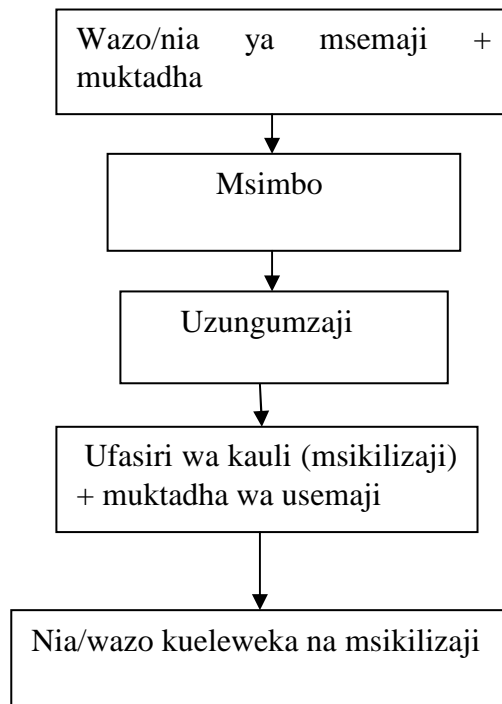 Wazo/nia ya msemaji +
muktadha
Msimbo
Uzungumzaji
Ufasiri wa kauli (msikilizaji)
+ muktadha wa usemaji
Nia/wazo kueleweka na msikilizaji